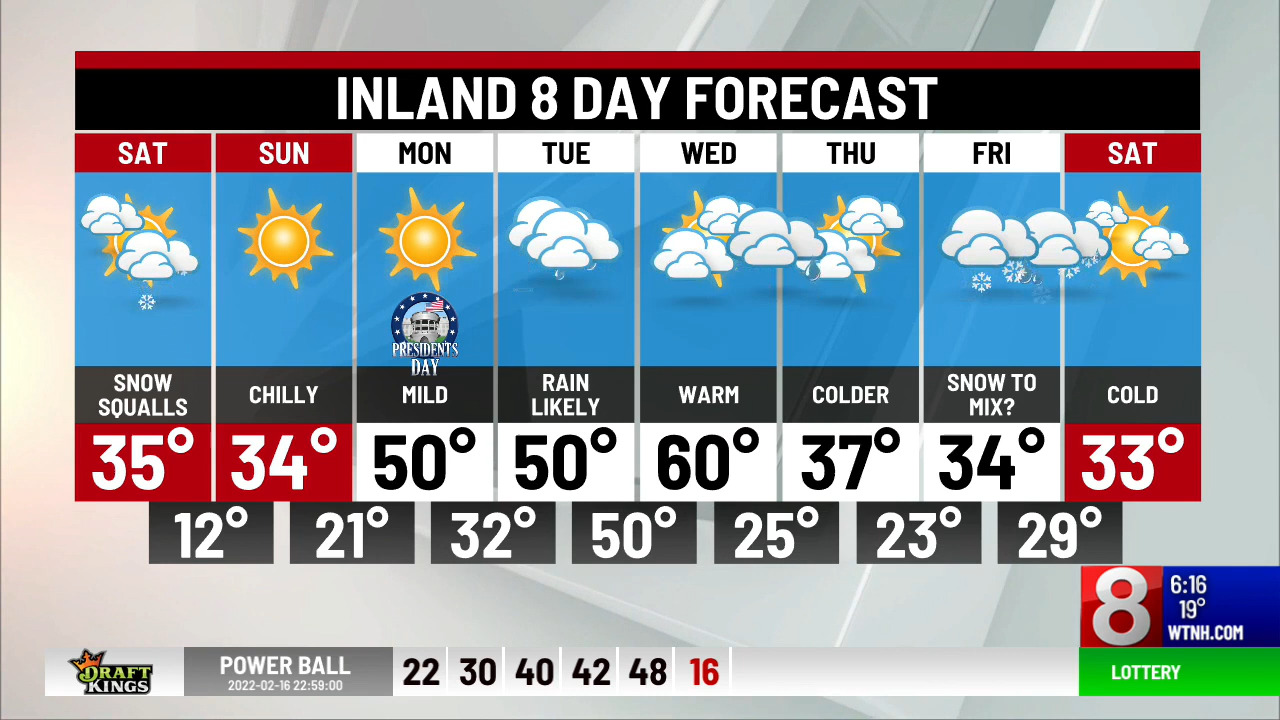 INLAND 8 DAY FORECAST
SAT SUN MON TUE WED THU FRI SAT
PRESIDENTS
DAY
SNOW SQUALLS CHILLY MILD RAIN LIKELY WARM COLDER SNOW TO MIX? COLD
35° 34° 50° 50° 60° 37° 34° 33°
12° 21° 32° 50° 25° 23° 29°
8
6:16
19°
WTNH.COM
DRAFT
KINGS
POWER BALL
2022-02-16 22:59:00
22 30 40 42 48 16
LOTTERY